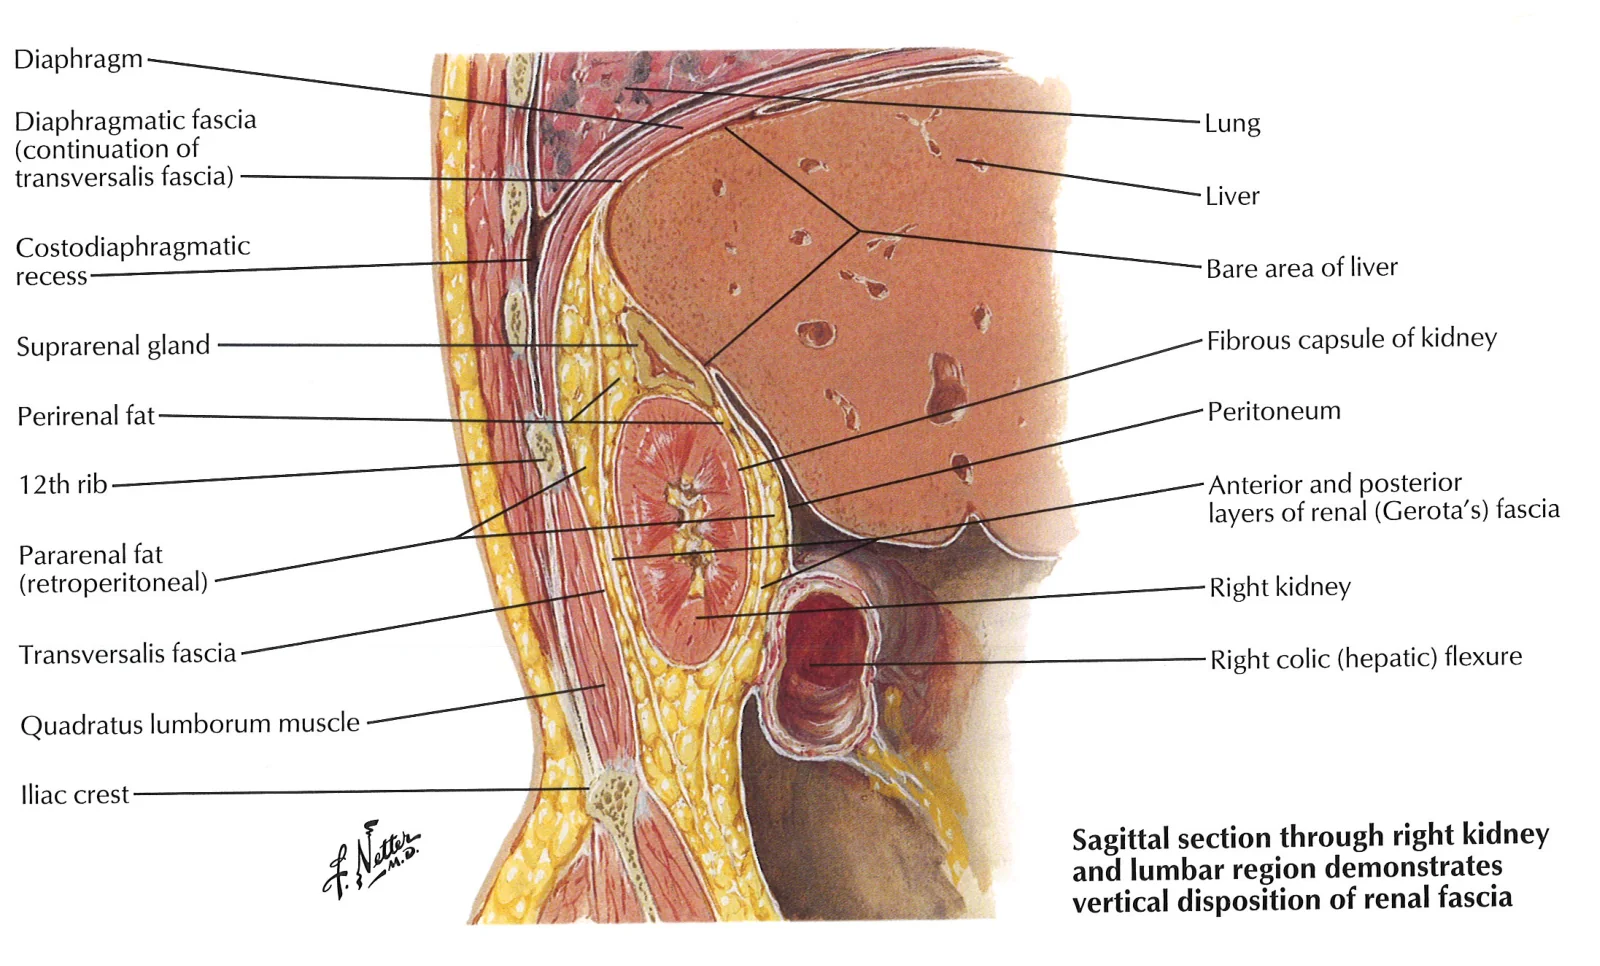 Diaphragm
Diaphragmatic fascia
(continuation of
transversalis fascia)
Costodiaphragmatic
recess
Suprarenal gland
Perirenal fat
12th rib
Pararenal fat
(retroperitoneal)
Transversalis fascia
Quadratus lumborum muscle
Iliac crest
Lung
Liver
Bare area of liver
Fibrous capsule of kidney
Peritoneum
Anterior and posterior
layers of renal (Gerota’s) fascia
Right kidney
Right colic (hepatic) flexure
F. Netter
M.D.
Sagittal section through right kidney
and lumbar region demonstrates
vertical disposition of renal fascia